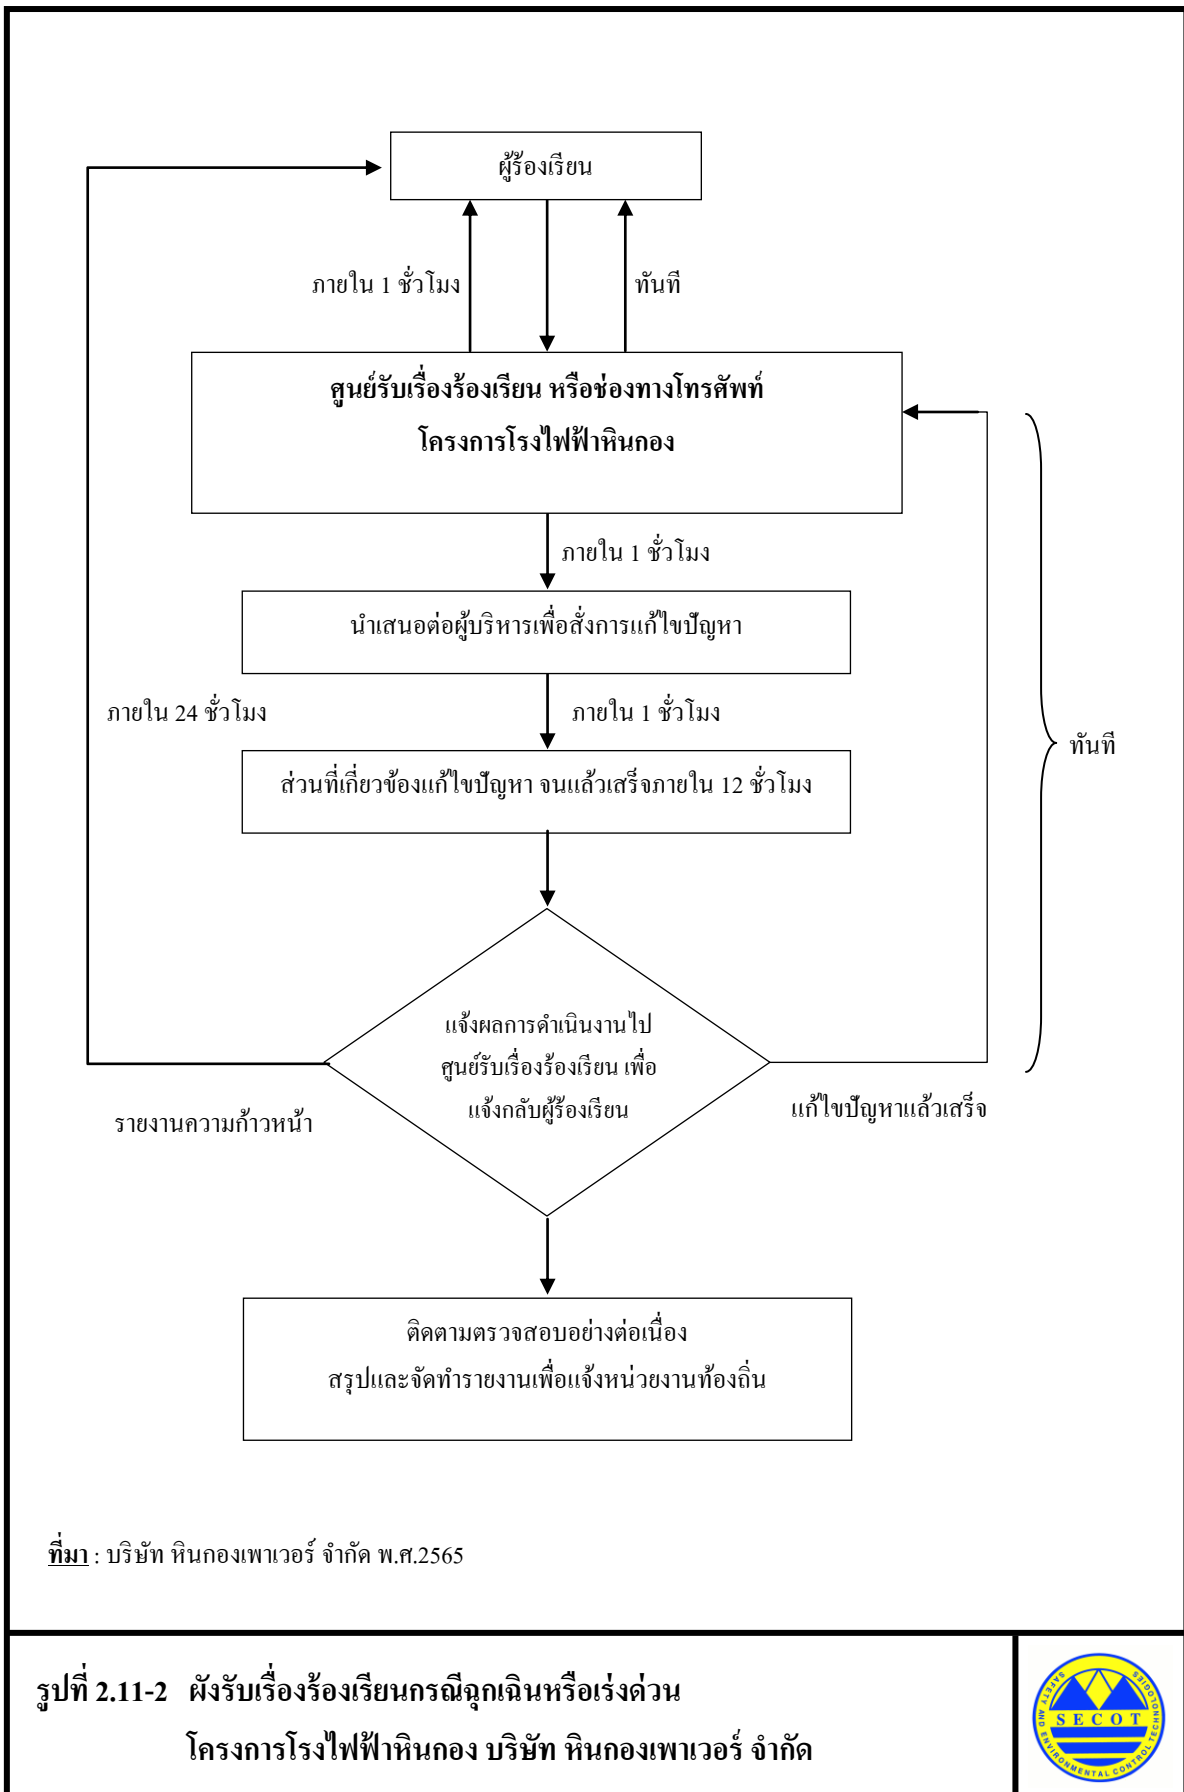 ผู้ร้องเรียน
ภายใน 1 ชั่วโมง
ทันที
ศูนย์รับเรื่องร้องเรียน หรือช่องทางโทรศัพท์
โครงการโรงไฟฟ้าหินกอง
ภายใน 1 ชั่วโมง
นำเสนอต่อผู้บริหารเพื่อสั่งการแก้ไขปัญหา
ภายใน 24 ชั่วโมง
ภายใน 1 ชั่วโมง
ทันที
ส่วนที่เกี่ยวข้องแก้ไขปัญหา จนแล้วเสร็จภายใน 12 ชั่วโมง
แจ้งผลการดำเนินงานไป
ศูนย์รับเรื่องร้องเรียน เพื่อ
แจ้งกลับผู้ร้องเรียน
รายงานความก้าวหน้า
แก้ไขปัญหาแล้วเสร็จ
ติดตามตรวจสอบอย่างต่อเนื่อง
สรุปและจัดทำรายงานเพื่อแจ้งหน่วยงานท้องถิ่น
ที่มา : บริษัท หินกองเพาเวอร์ จำกัด พ.ศ.2565
รูปที่ 2.11-2 ผังรับเรื่องร้องเรียนกรณีฉุกเฉินหรือเร่งด่วน
โครงการโรงไฟฟ้าหินกอง บริษัท หินกองเพาเวอร์ จำกัด
SECOT
SAFETY AND ENVIRONMENTAL CONTROL TECHNOLOGIES